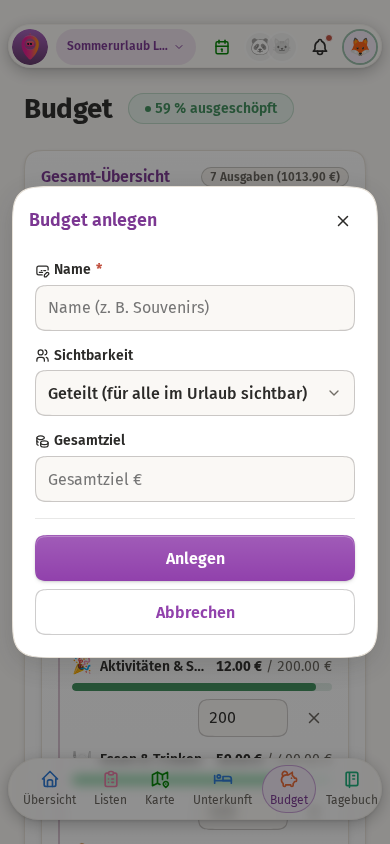 Sommerurlaub L...
Budget
59 % ausgeschöpft
Gesamt-Übersicht
7 Ausgaben (1013.90 €)
Budget anlegen
Name *
Name (z. B. Souvenirs)
Sichtbarkeit
Geteilt (für alle im Urlaub sichtbar)
Gesamtziel
Gesamtziel €
Anlegen
Abbrechen
Aktivitäten & S... 12.00 € / 200.00 €
200
Essen & Trinken
Übersicht
Listen
Karte
Unterkunft
Budget
Tagebuch